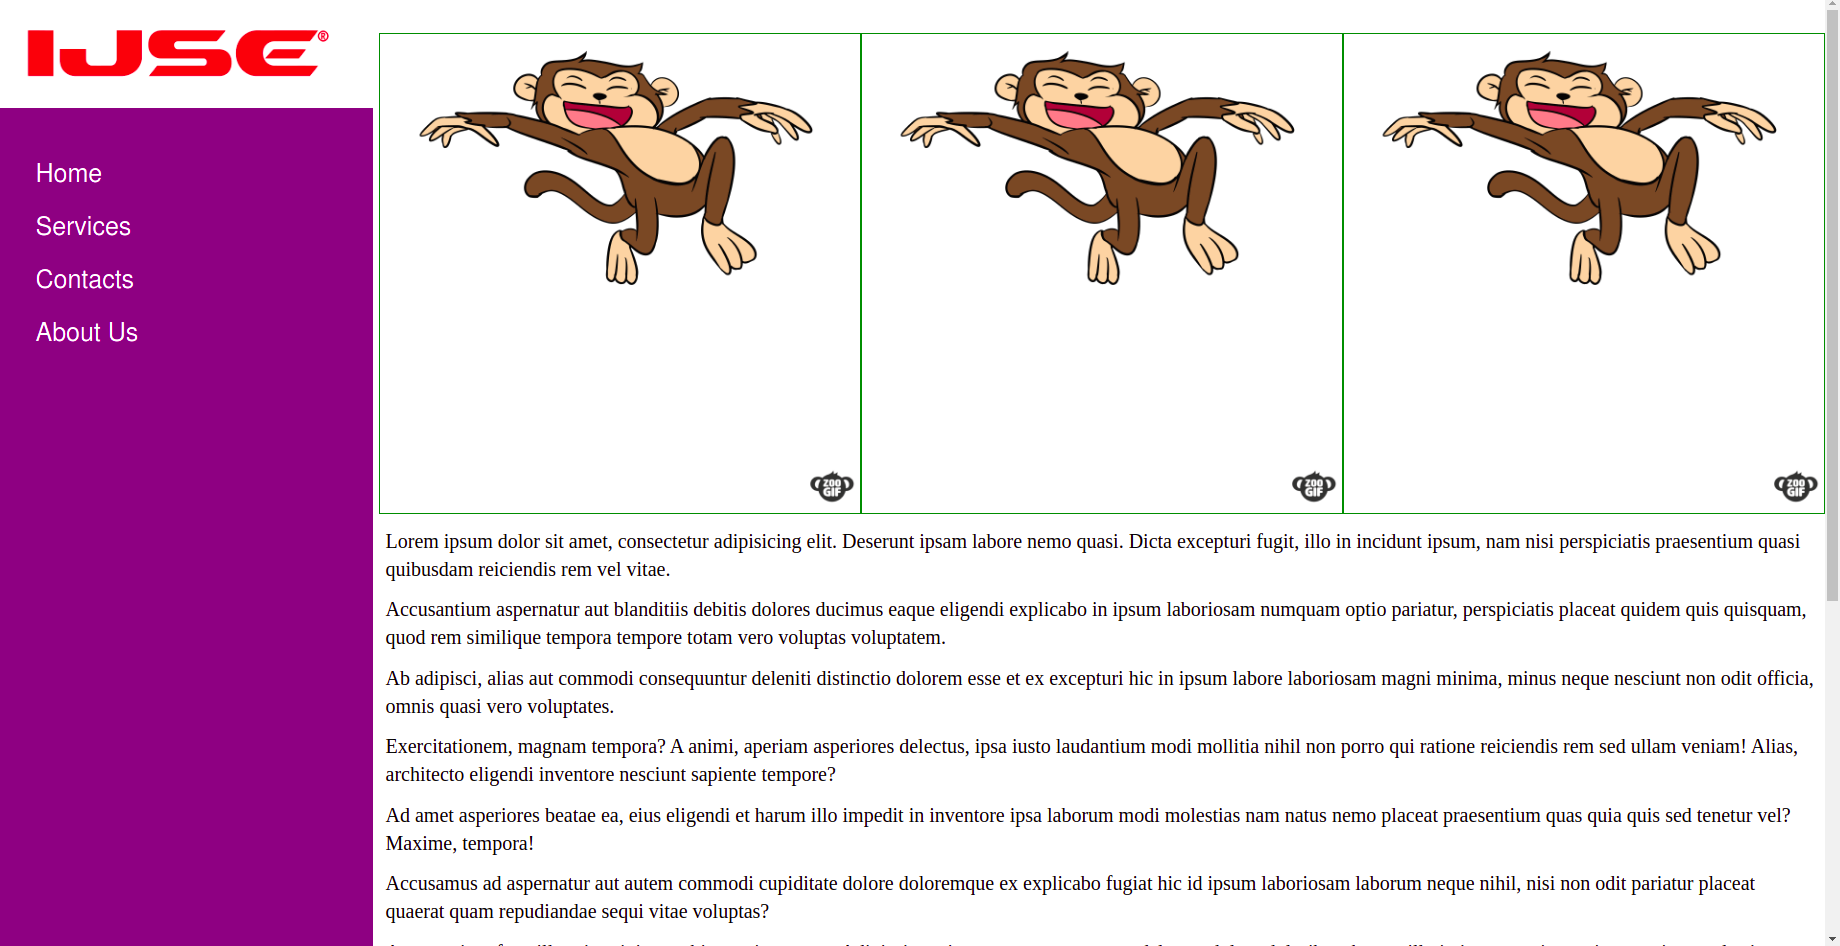 IJSE®
Home
Services
Contacts
About Us
ZOO
GIF
ZOO
GIF
ZOO
GIF
Lorem ipsum dolor sit amet, consectetur adipisicing elit. Deserunt ipsam labore nemo quasi. Dicta excepturi fugit, illo in incidunt ipsum, nam nisi perspiciatis praesentium quasi
quibusdam reiciendis rem vel vitae.
Accusantium aspernatur aut blanditiis debitis dolores ducimus eaque eligendi explicabo in ipsum laboriosam numquam optio pariatur, perspiciatis placeat quidem quis quisquam,
quod rem similique tempora tempore totam vero voluptas voluptatem.
Ab adipisci, alias aut commodi consequuntur deleniti distinctio dolorem esse et ex excepturi hic in ipsum labore laboriosam magni minima, minus neque nesciunt non odit officia,
omnis quasi vero voluptates.
Exercitationem, magnam tempora? A animi, aperiam asperiores delectus, ipsa iusto laudantium modi mollitia nihil non porro qui ratione reiciendis rem sed ullam veniam! Alias,
architecto eligendi inventore nesciunt sapiente tempore?
Ad amet asperiores beatae ea, eius eligendi et harum illo impedit in inventore ipsa laborum modi molestias nam natus nemo placeat praesentium quas quia quis sed tenetur vel?
Maxime, tempora!
Accusamus ad aspernatur aut autem commodi cupiditate dolore doloremque ex explicabo fugiat hic id ipsum laboriosam laborum neque nihil, nisi non odit pariatur placeat
quaerat quam repudiandae sequi vitae voluptas?